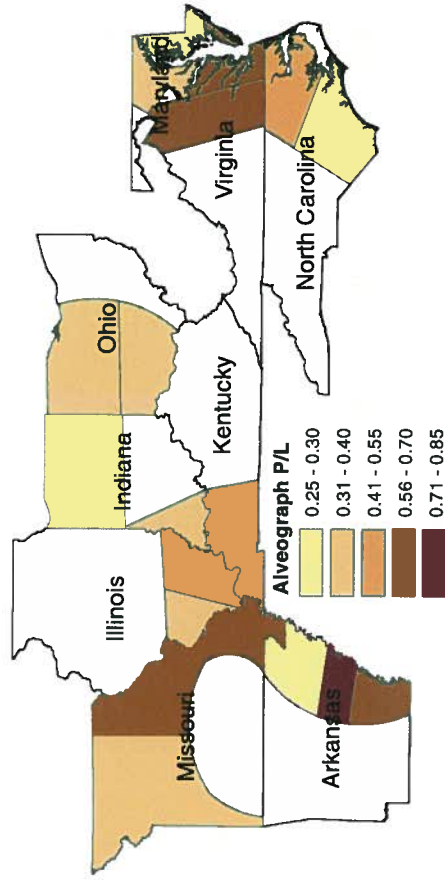 Maryland
Virginia
North Carolina
Ohio
Kentucky
Indiana
Illinois
Missouri
Arkansas
Alveograph P/L
0.25 - 0.30
0.31 - 0.40
0.41 - 0.55
0.56 - 0.70
0.71 - 0.85